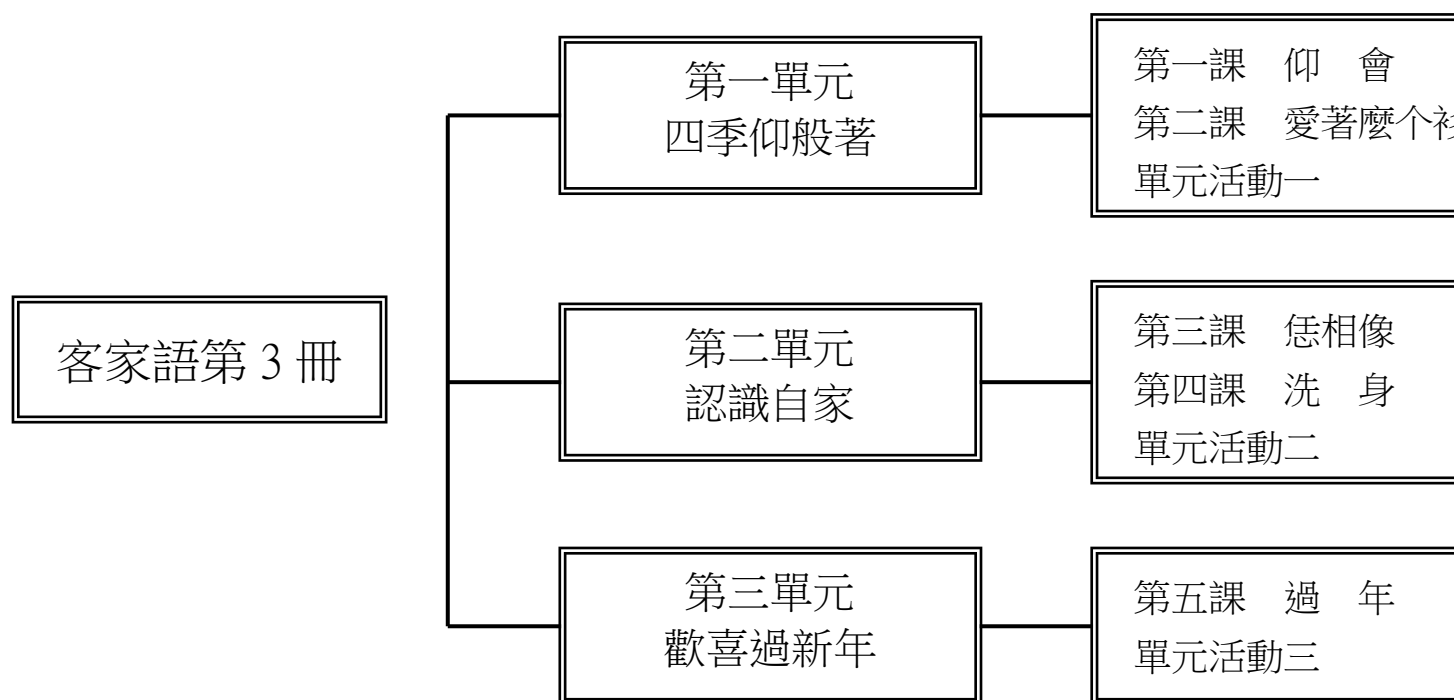 客家語第 3 冊
第一單元
四季仰般著
第一課　仰　會
第二課　愛著麼个
單元活動一
第二單元
認識自家
第三課　恁相像
第四課　洗　身
單元活動二
第三單元
歡喜過新年
第五課　過　年
單元活動三